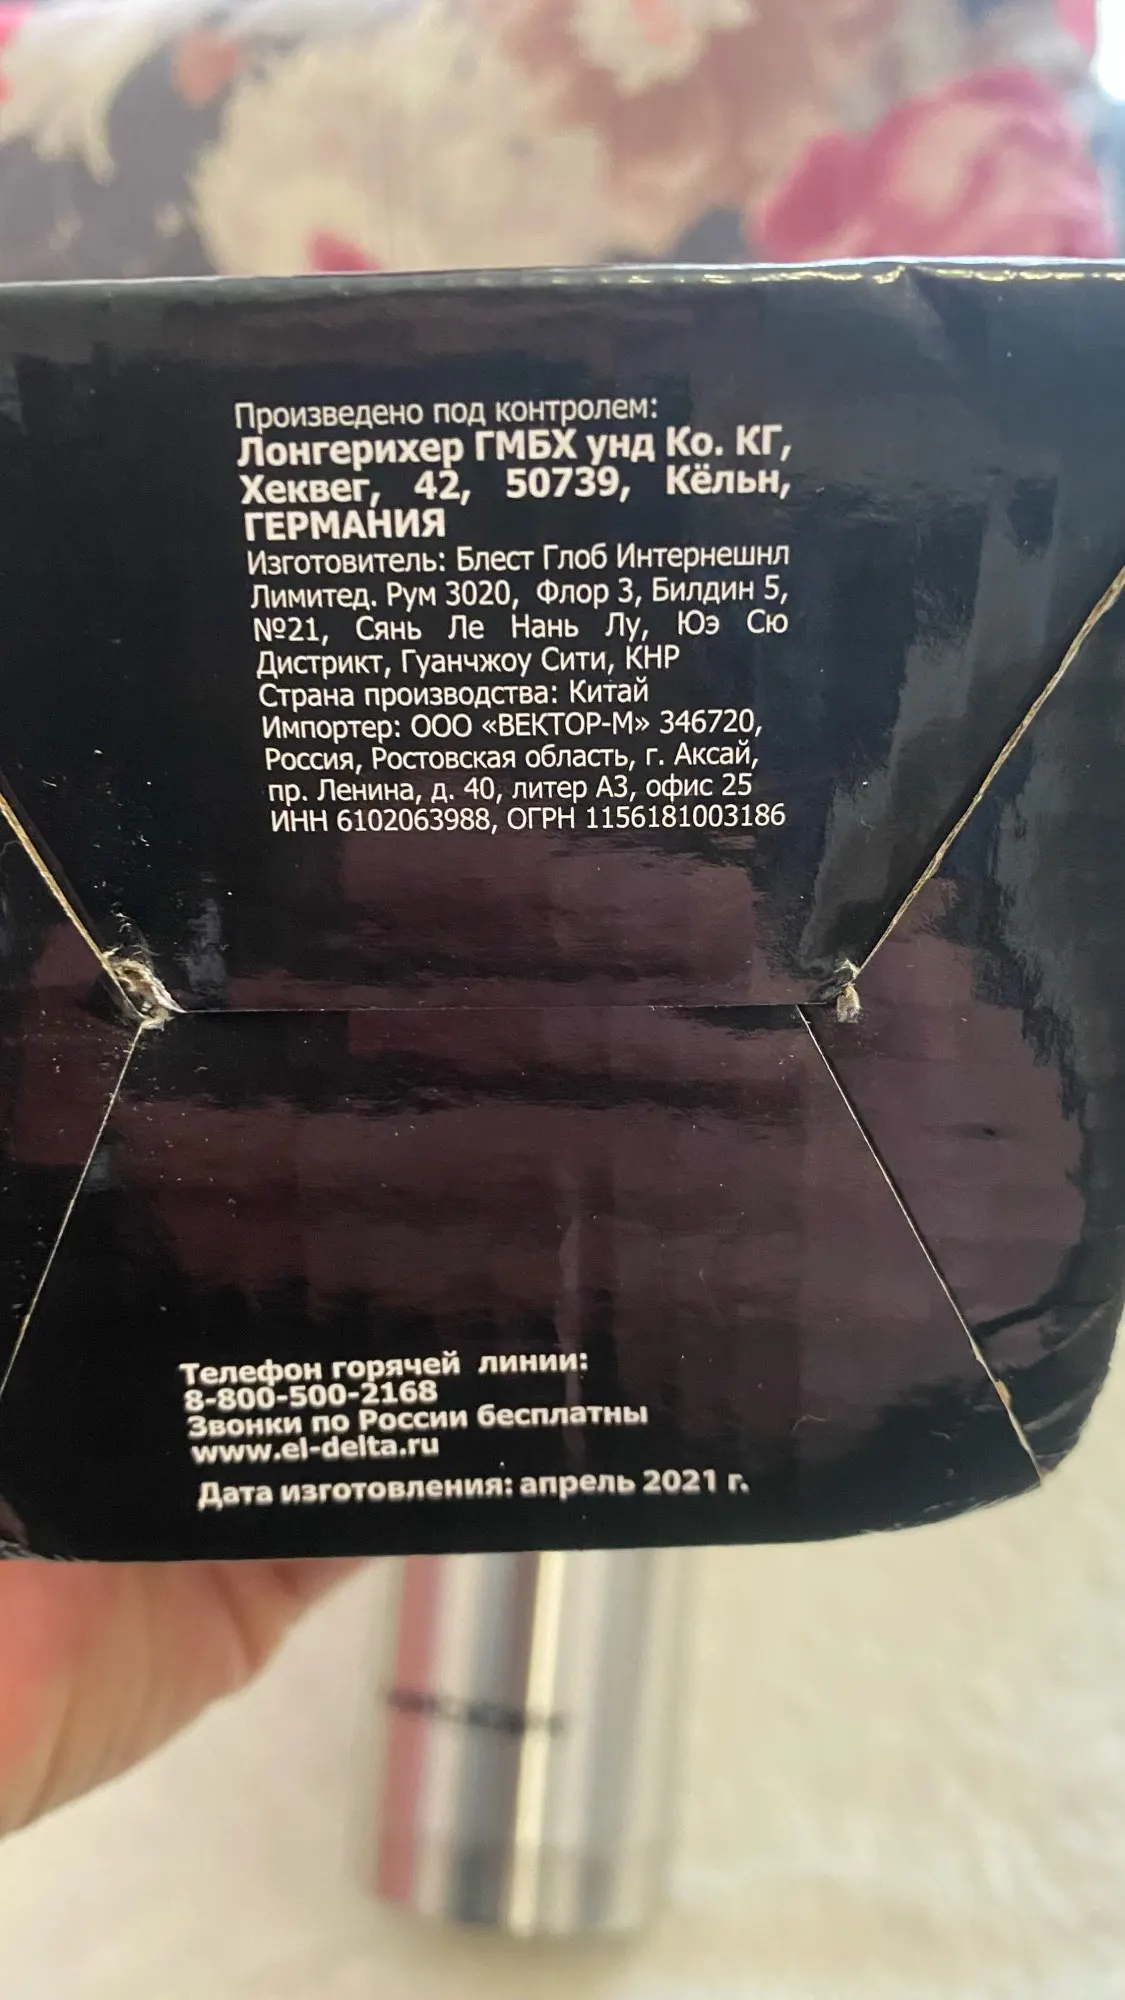 Произведено под контролем:
Лонгерихер ГМБХ унд Ко. КГ,
Хеквег, 42, 50739, Кёльн,
ГЕРМАНИЯ
Изготовитель: Блест Глоб Интернешнл
Лимитед. Рум 3020, Флор 3, Билдин 5,
№21, Сянь Ле Нань Лу, Юэ Сю
Дистрикт, Гуанчжоу Сити, КНР
Страна производства: Китай
Импортер: ООО «ВЕКТОР-М» 346720,
Россия, Ростовская область, г. Аксай,
пр. Ленина, д. 40, литер А3, офис 25
ИНН 6102063988, ОГРН 1156181003186
Телефон горячей линии:
8-800-500-2168
Звонки по России бесплатны
www.el-delta.ru
Дата изготовления: апрель 2021 г.